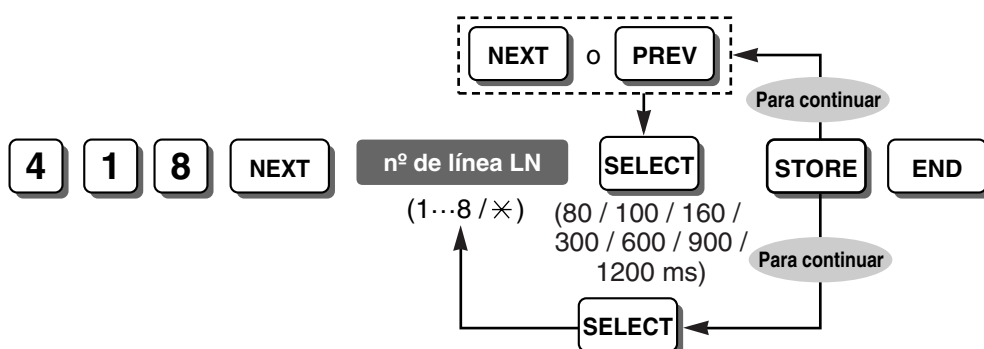 NEXT o PREV
Para continuar
4 1 8 NEXT nº de línea LN SELECT STORE END
(1···8 / ✳) (80 / 100 / 160 /
300 / 600 / 900 /
1200 ms)
Para continuar
SELECT